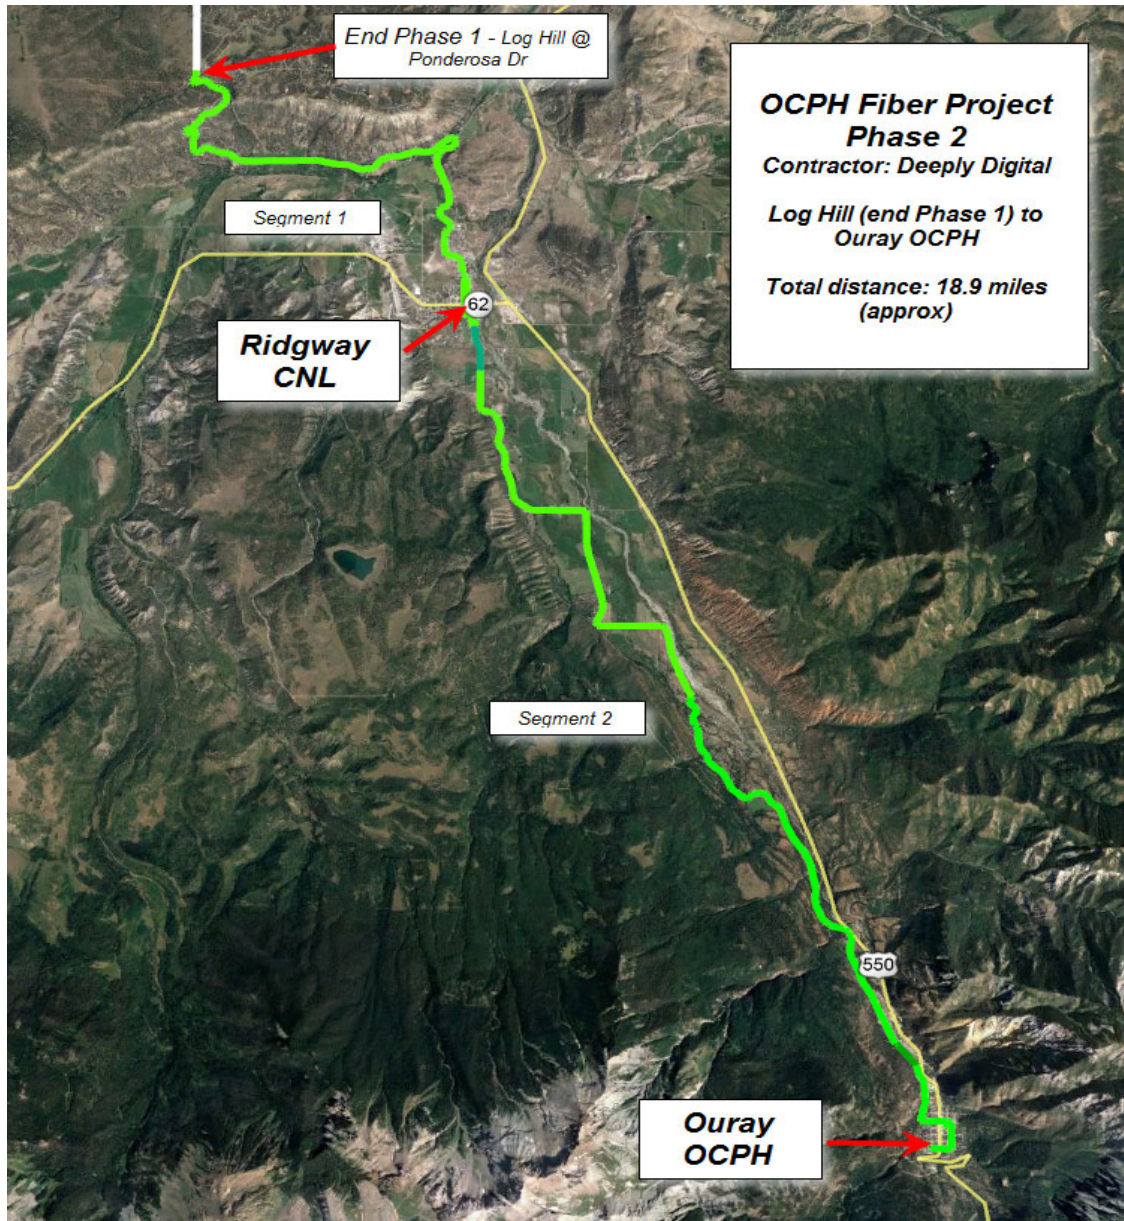 End Phase 1 - Log Hill @
Ponderosa Dr
OCPH Fiber Project
Phase 2
Contractor: Deeply Digital
Log Hill (end Phase 1) to
Ouray OCPH
Total distance: 18.9 miles
(approx)
Segment 1
62
Ridgway
CNL
Segment 2
550
Ouray
OCPH